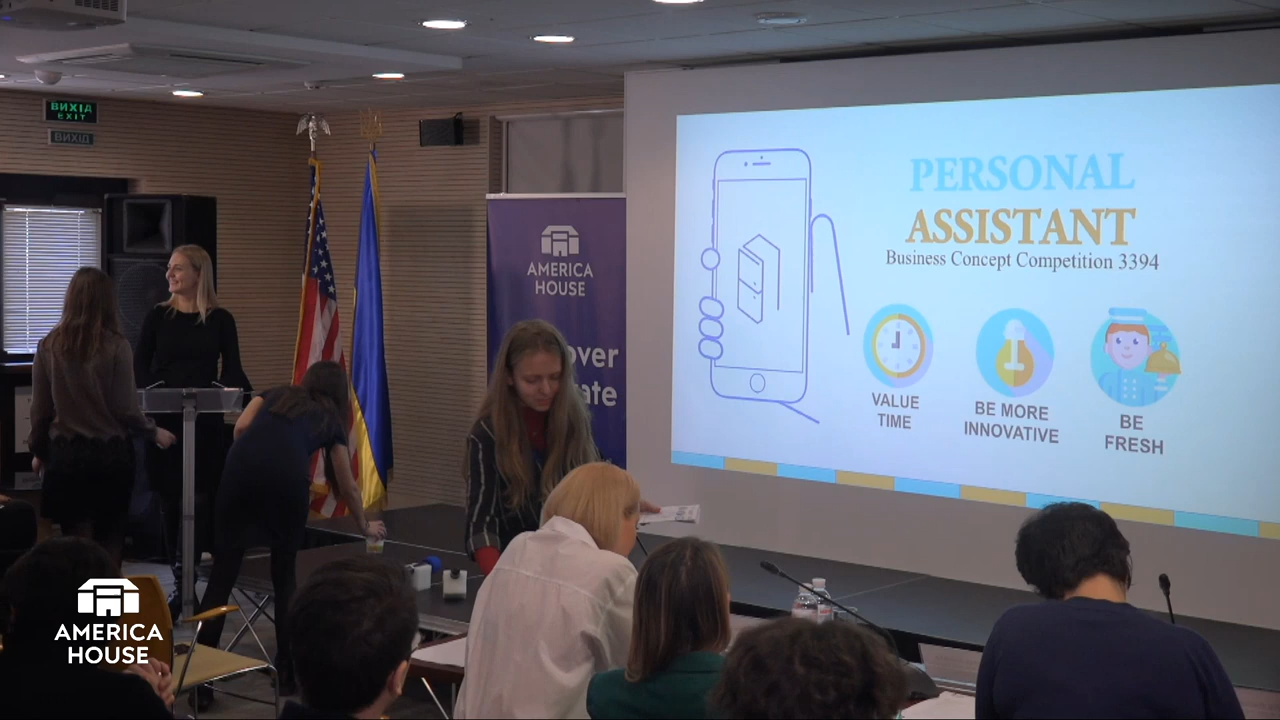 ВИХІД
EXIT
ВИХІД
AMERICA
HOUSE
over
ate
PERSONAL
ASSISTANT
Business Concept Competition 3394
VALUE
TIME
BE MORE
INNOVATIVE
BE
FRESH
AMERICA
HOUSE